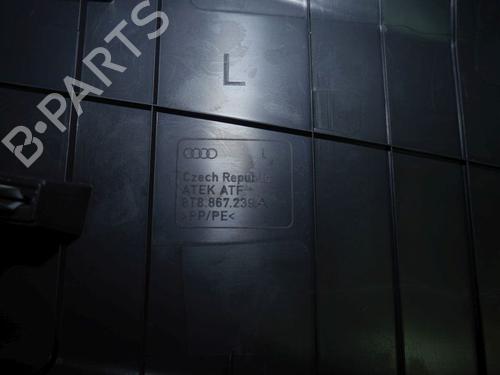 B-PARTS
L
L
Czech Republic
ATEK ATF
8T8.867.239.A
>PP/PE<